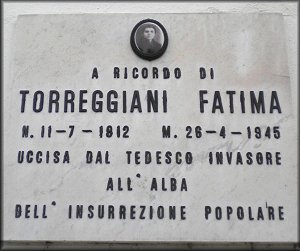 A RICORDO DI
TORREGGIANI FATIMA
N. 11-7-1912 M. 26-4-1945
UCCISA DAL TEDESCO INVASORE
ALL'ALBA
DELL'INSURREZIONE POPOLARE